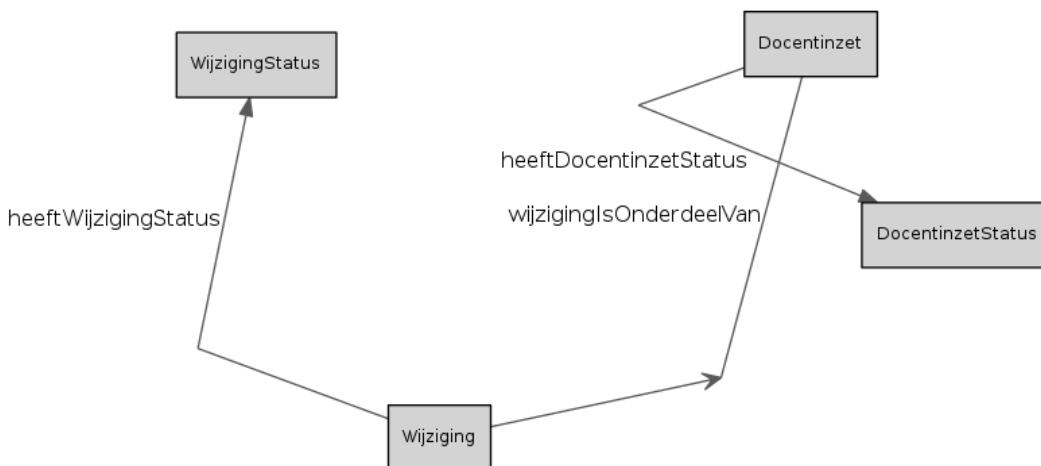 WijzigingStatus
Docentinzet
heeftDocentinzetStatus
heeftWijzigingStatus
wijzigingIsOnderdeelVan
DocentinzetStatus
Wijziging